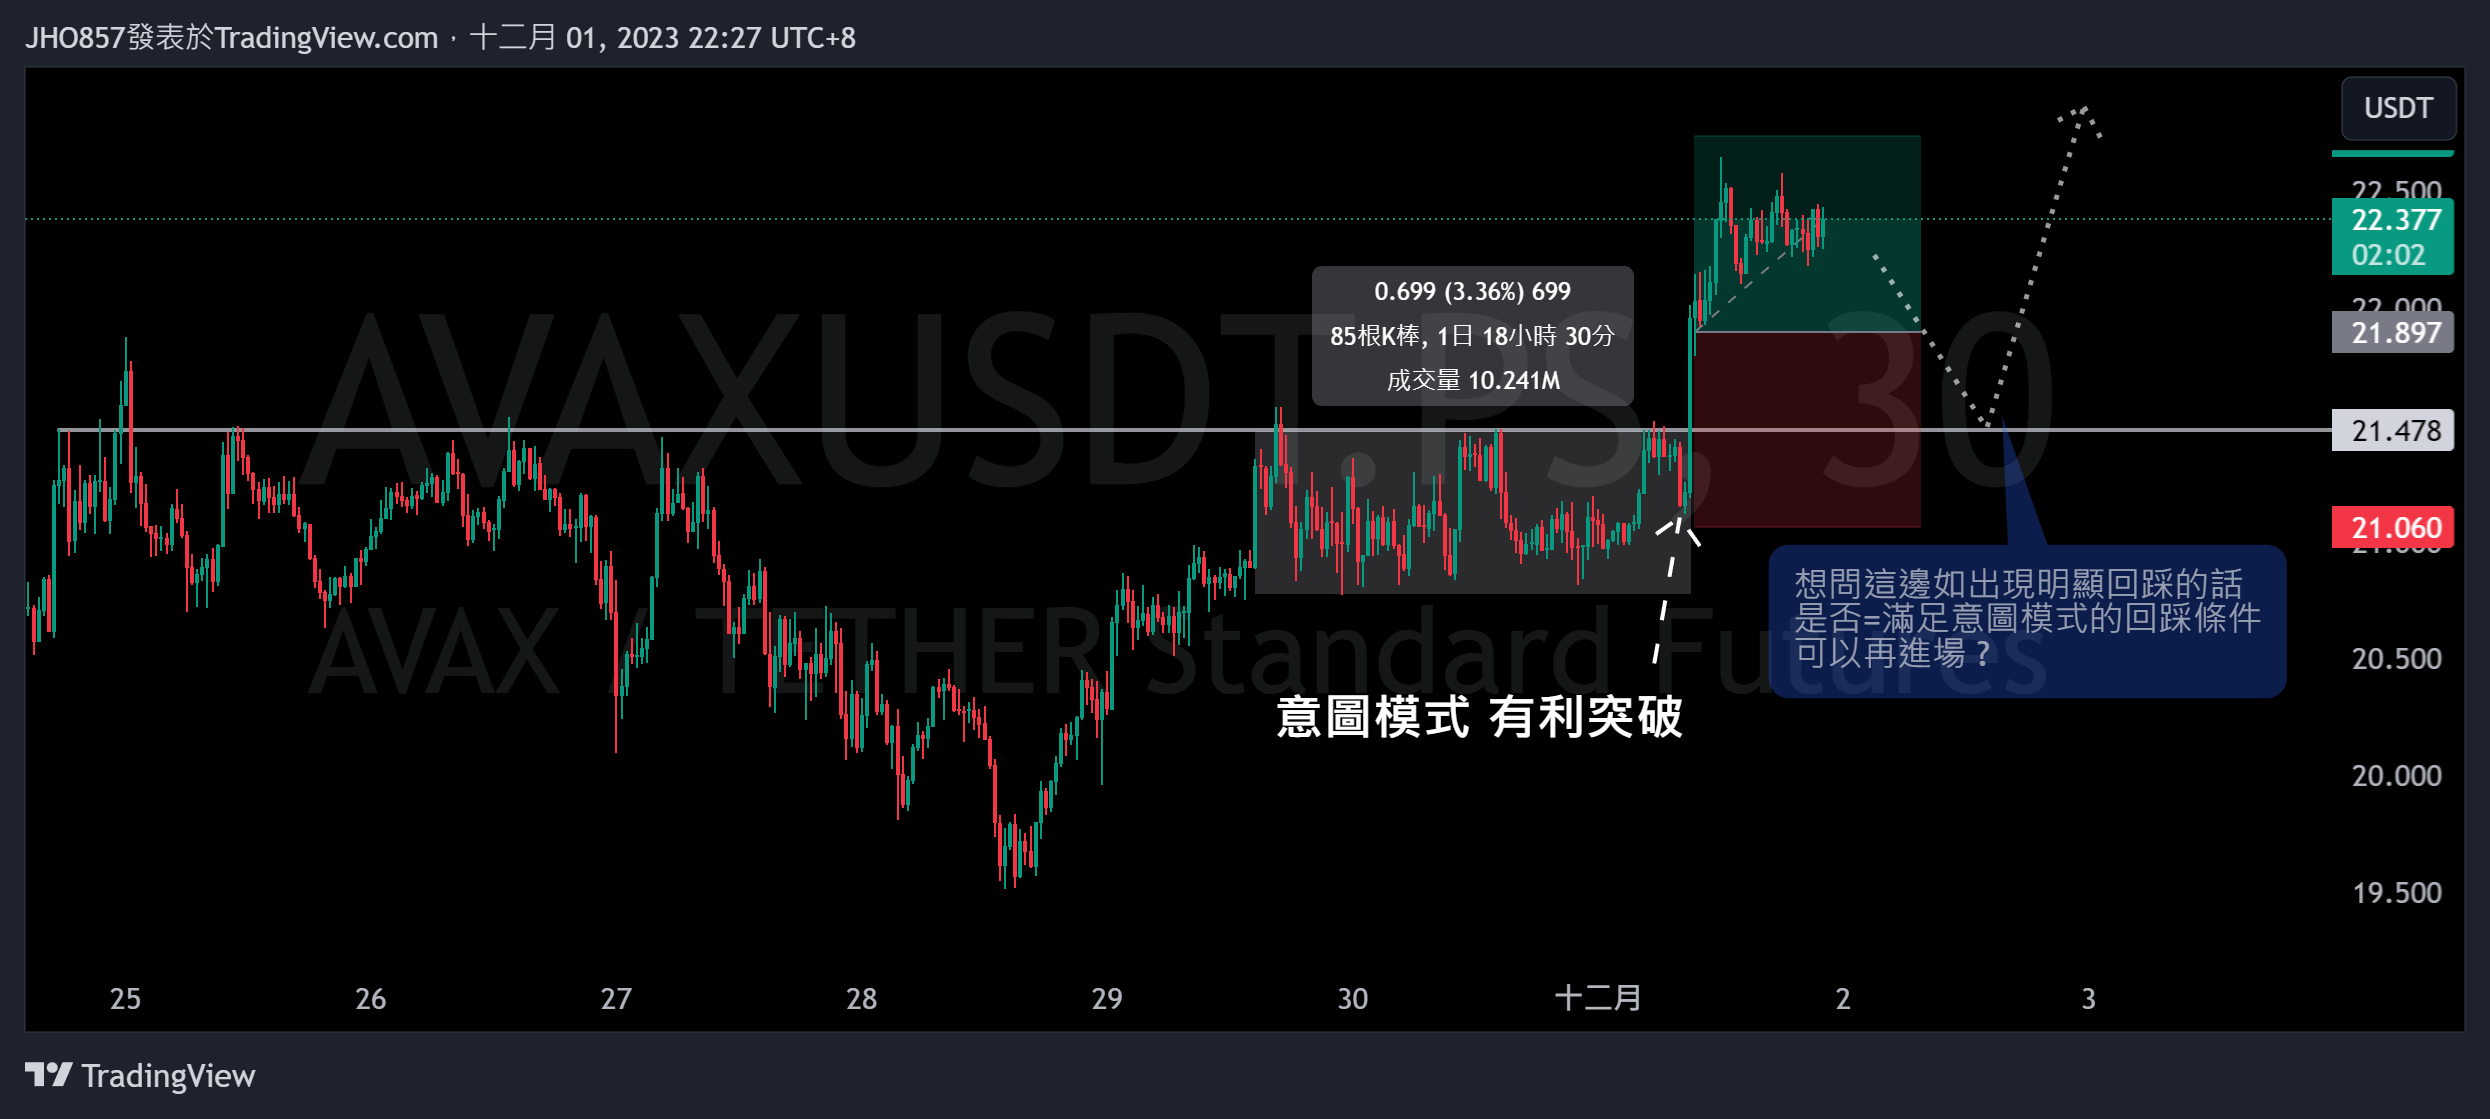 JHO857發表於TradingView.com，十二月 01, 2023 22:27 UTC+8
USDT
22.500
22.377
02:02
22.000
21.897
21.478
21.060
21.000
20.500
20.000
19.500
AVAXUSDT.PS, 30
AVAX / TETHER Standard Futures
0.699 (3.36%) 699
85根K棒, 1日 18小時 30分
成交量 10.241M
意圖模式 有利突破
想問這邊如出現明顯回踩的話
是否=滿足意圖模式的回踩條件
可以再進場？
25 26 27 28 29 30 十二月 2 3
TradingView